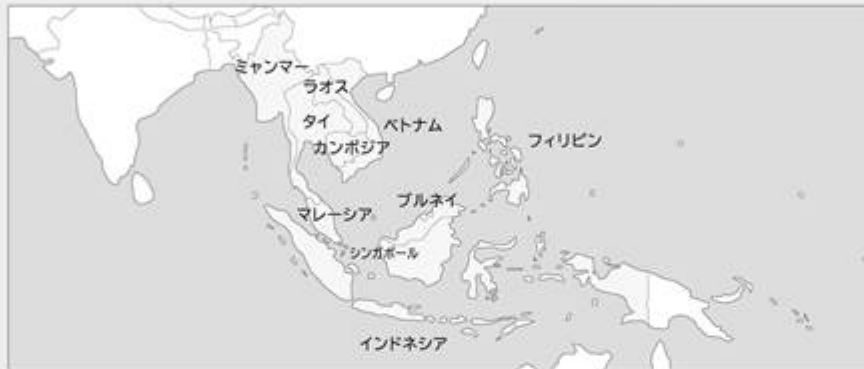 ミャンマー
ラオス
タイ
ベトナム
カンボジア
フィリピン
ブルネイ
マレーシア
シンガポール
インドネシア